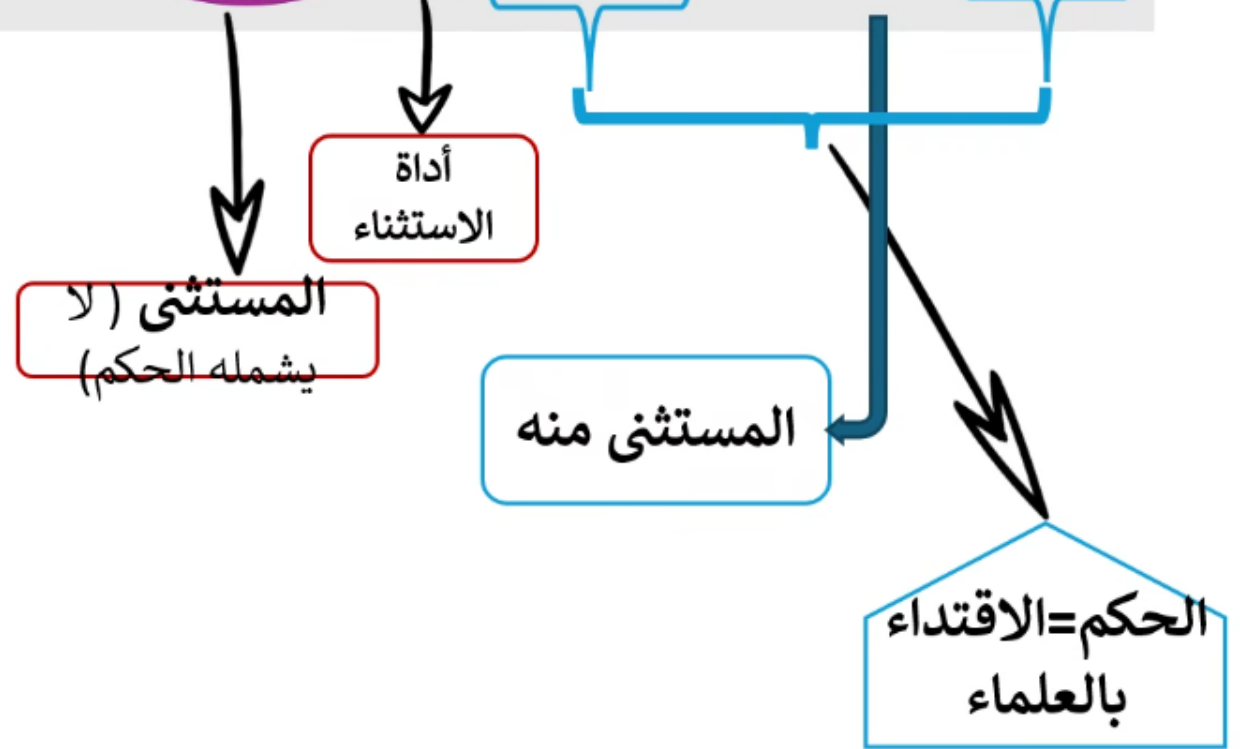 أداة
الاستثناء
المستثنى ( لا
يشمله الحكم)
المستثنى منه
الحكم=الاقتداء
بالعلماء